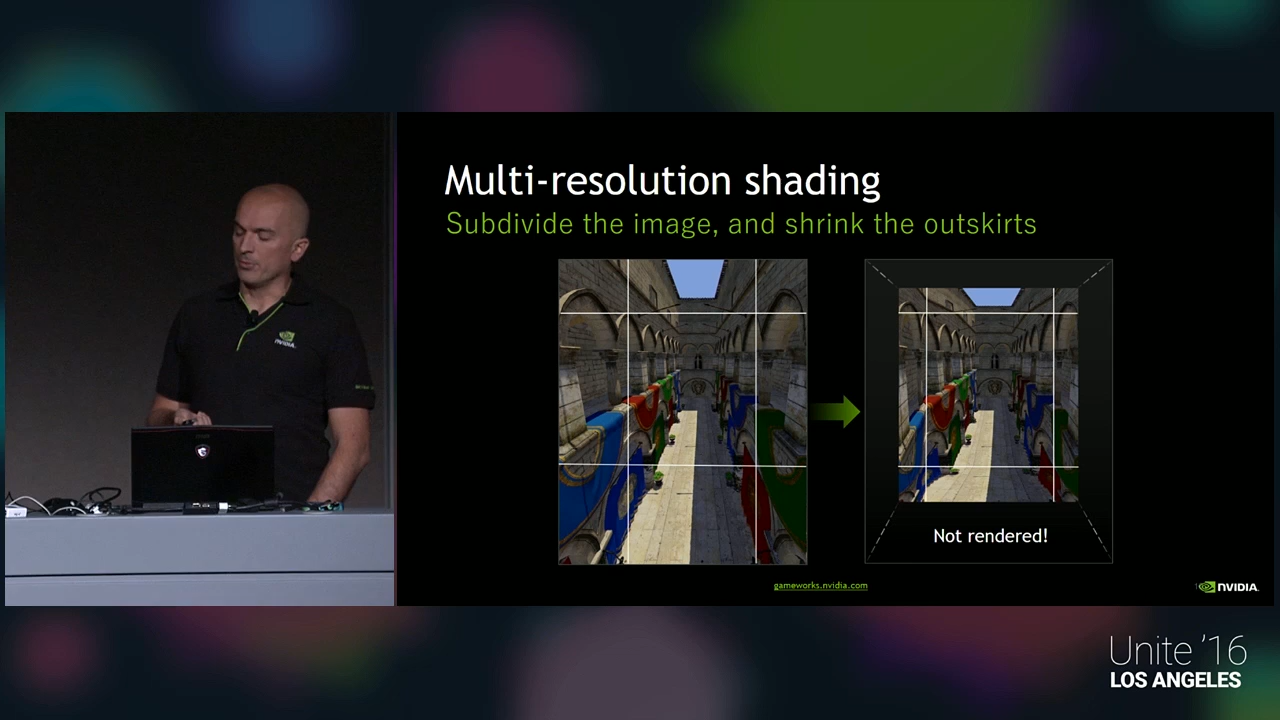 Multi-resolution shading
Subdivide the image, and shrink the outskirts
Not rendered!
gameworks.nvidia.com
NVIDIA.
NVIDIA.
Unite '16
LOS ANGELES